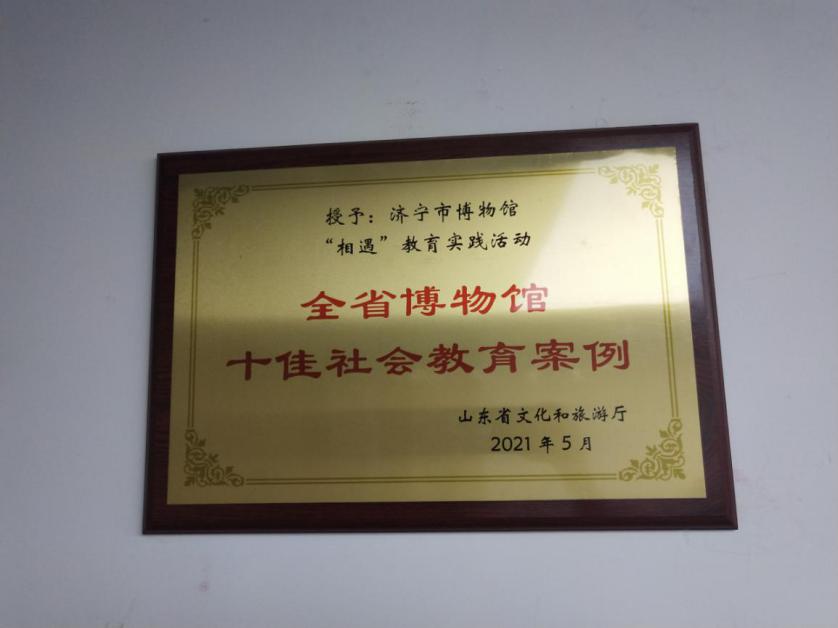 授予：济宁市博物馆
“相遇”教育实践活动
全省博物馆
十佳社会教育案例
山东省文化和旅游厅
2021年5月